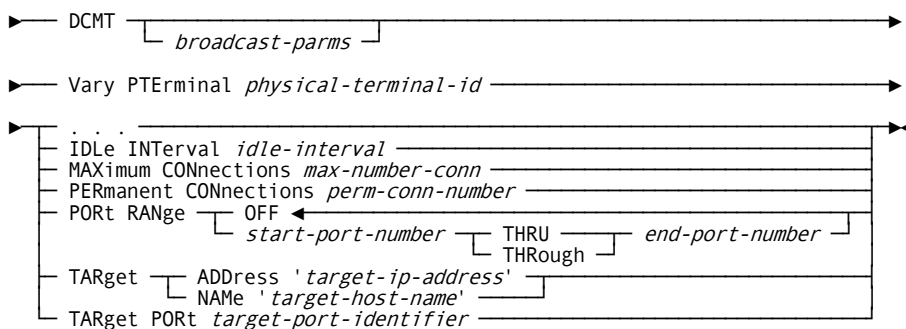 DCMT
broadcast-parms
Vary PTErminal physical-terminal-id
. . .
IDLe INTerval idle-interval
MAXimum CONnections max-number-conn
PERmanent CONnections perm-conn-number
PORt RANge OFF
start-port-number THRU end-port-number
THRough
TARget ADDress 'target-ip-address'
NAMe 'target-host-name'
TARget PORt target-port-identifier